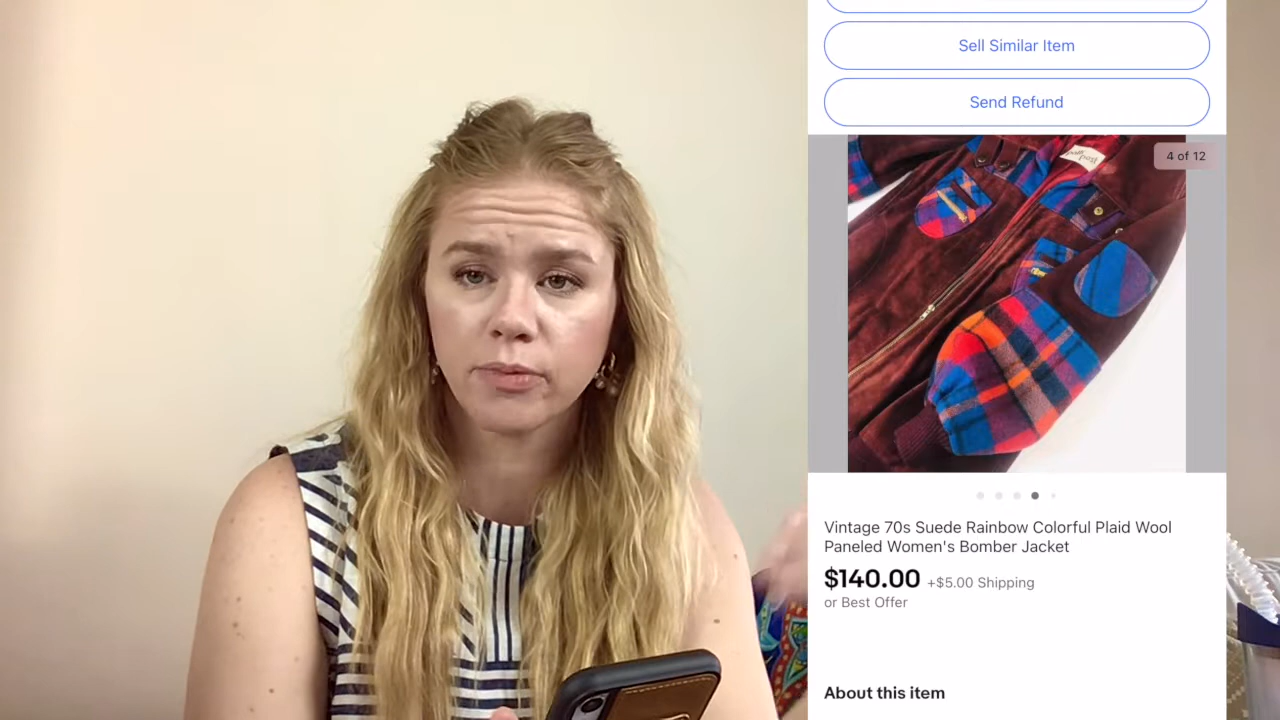 Sell Similar Item
Send Refund
4 of 12
Vintage 70s Suede Rainbow Colorful Plaid Wool
Paneled Women's Bomber Jacket
$140.00 +$5.00 Shipping
or Best Offer
About this item